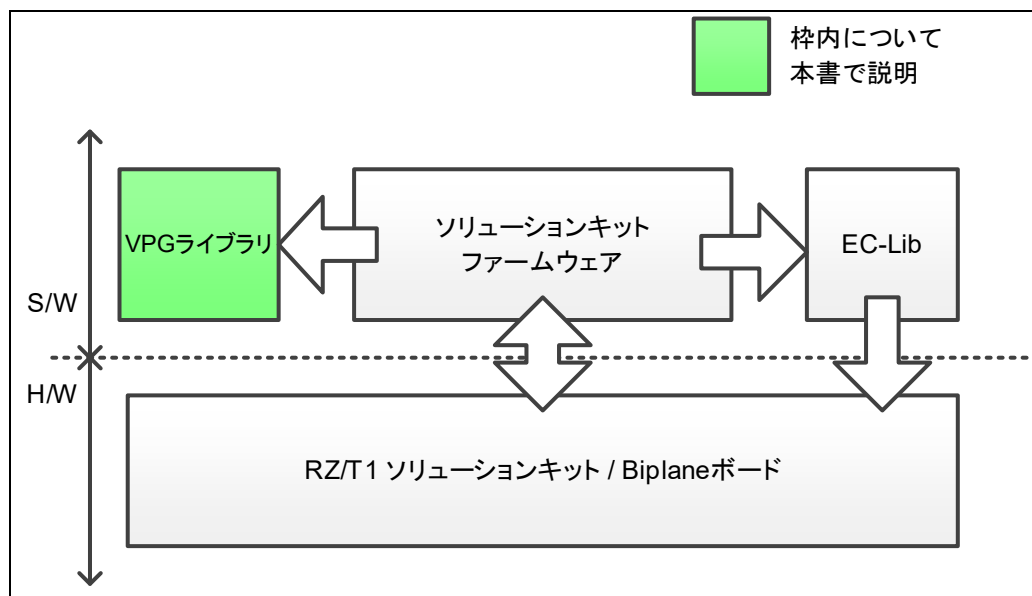 枠内について
本書で説明
VPGライブラリ
ソリューションキット
ファームウェア
EC-Lib
S/W
H/W
RZ/T1 ソリューションキット / Biplaneボード